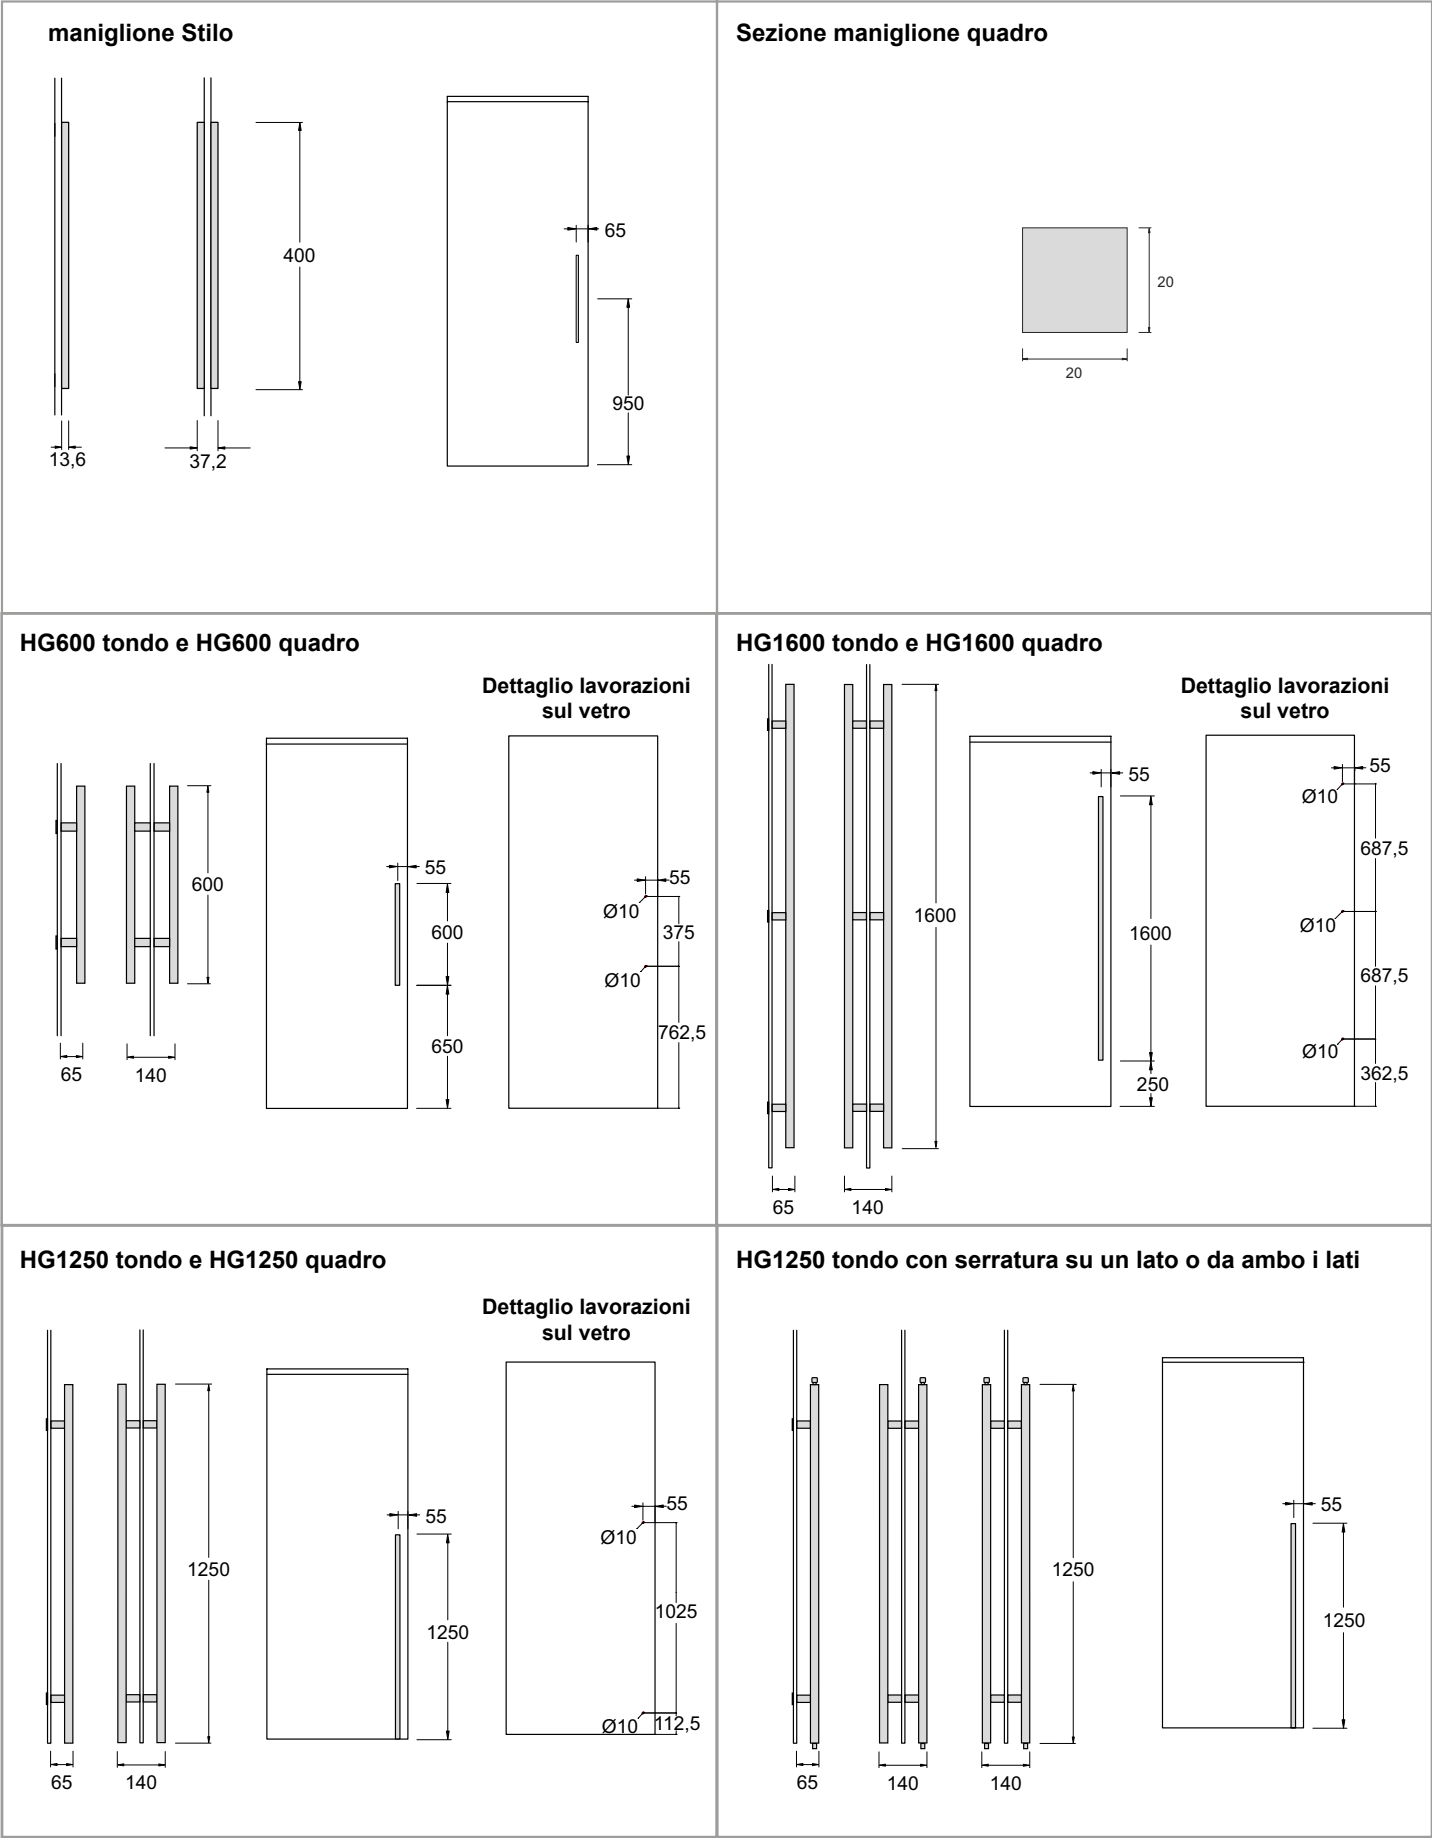 maniglione Stilo
400
65
950
13,6
37,2
Sezione maniglione quadro
20
20
HG600 tondo e HG600 quadro
Dettaglio lavorazioni
sul vetro
600
55
600
650
55
Ø10
375
Ø10
762,5
65
140
HG1600 tondo e HG1600 quadro
Dettaglio lavorazioni
sul vetro
1600
55
1600
250
55
Ø10
687,5
Ø10
687,5
Ø10
362,5
65
140
HG1250 tondo e HG1250 quadro
Dettaglio lavorazioni
sul vetro
1250
55
1250
55
Ø10
1025
Ø10
112,5
65
140
HG1250 tondo con serratura su un lato o da ambo i lati
1250
55
1250
65
140
140